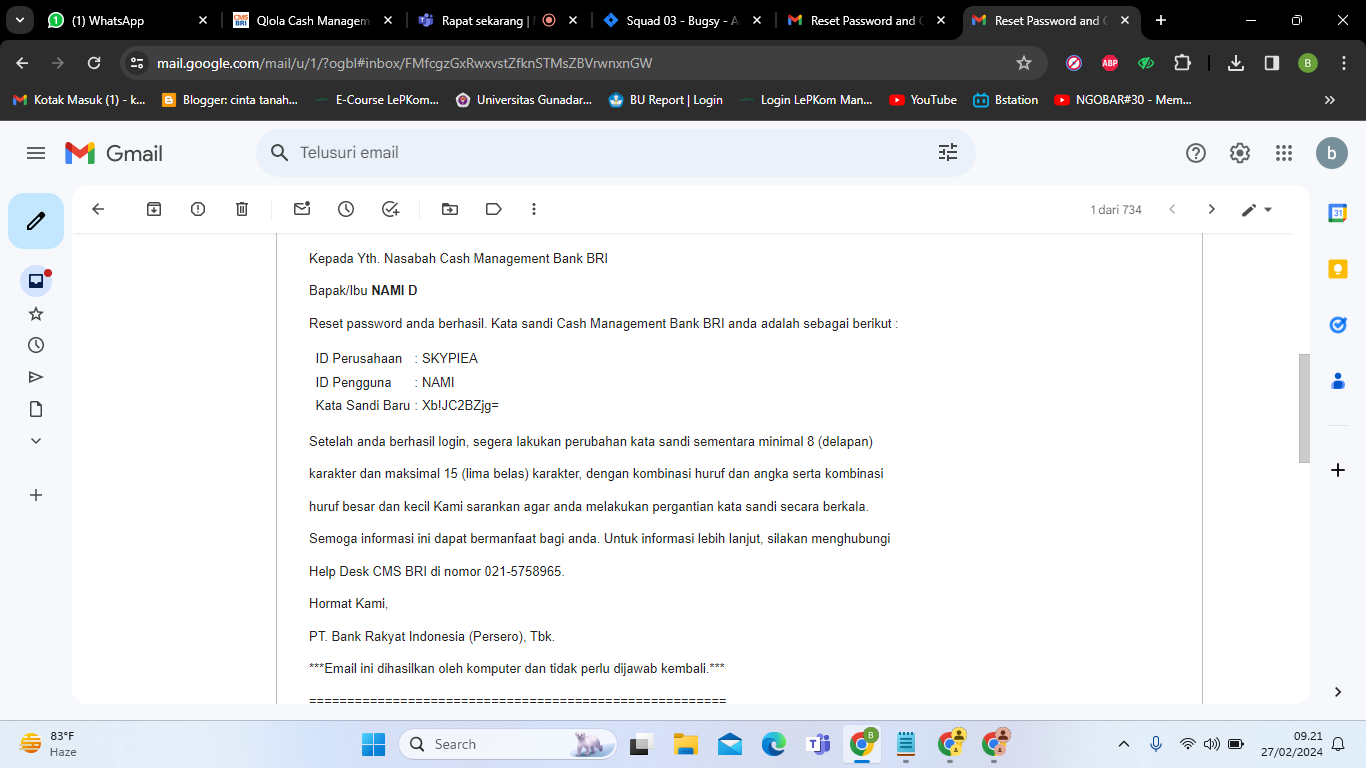 (1) WhatsApp
Qlola Cash Managem
Rapat sekarang |
Squad 03 - Bugsy - A
Reset Password and
Reset Password and
mail.google.com/mail/u/1/?ogbl#inbox/FMfcgzGxRwxvstZfknSTMsZBVrwnxnGW
ABP
B
Kotak Masuk (1) - k...
Blogger: cinta tanah...
E-Course LePKom...
Universitas Gunadar...
BU Report | Login
Login LePKom Man...
YouTube
Bstation
NGOBAR#30 - Mem...
Gmail
Telusuri email
b
1 dari 734
31
Kepada Yth. Nasabah Cash Management Bank BRI
Bapak/Ibu NAMI D
Reset password anda berhasil. Kata sandi Cash Management Bank BRI anda adalah sebagai berikut :
ID Perusahaan : SKYPIEA
ID Pengguna : NAMI
Kata Sandi Baru : Xb!JC2BZjg=
Setelah anda berhasil login, segera lakukan perubahan kata sandi sementara minimal 8 (delapan)
karakter dan maksimal 15 (lima belas) karakter, dengan kombinasi huruf dan angka serta kombinasi
huruf besar dan kecil Kami sarankan agar anda melakukan pergantian kata sandi secara berkala.
Semoga informasi ini dapat bermanfaat bagi anda. Untuk informasi lebih lanjut, silakan menghubungi
Help Desk CMS BRI di nomor 021-5758965.
Hormat Kami,
PT. Bank Rakyat Indonesia (Persero), Tbk.
***Email ini dihasilkan oleh komputer dan tidak perlu dijawab kembali.***
=======================================================
83°F
Haze
Search
B
09.21
27/02/2024